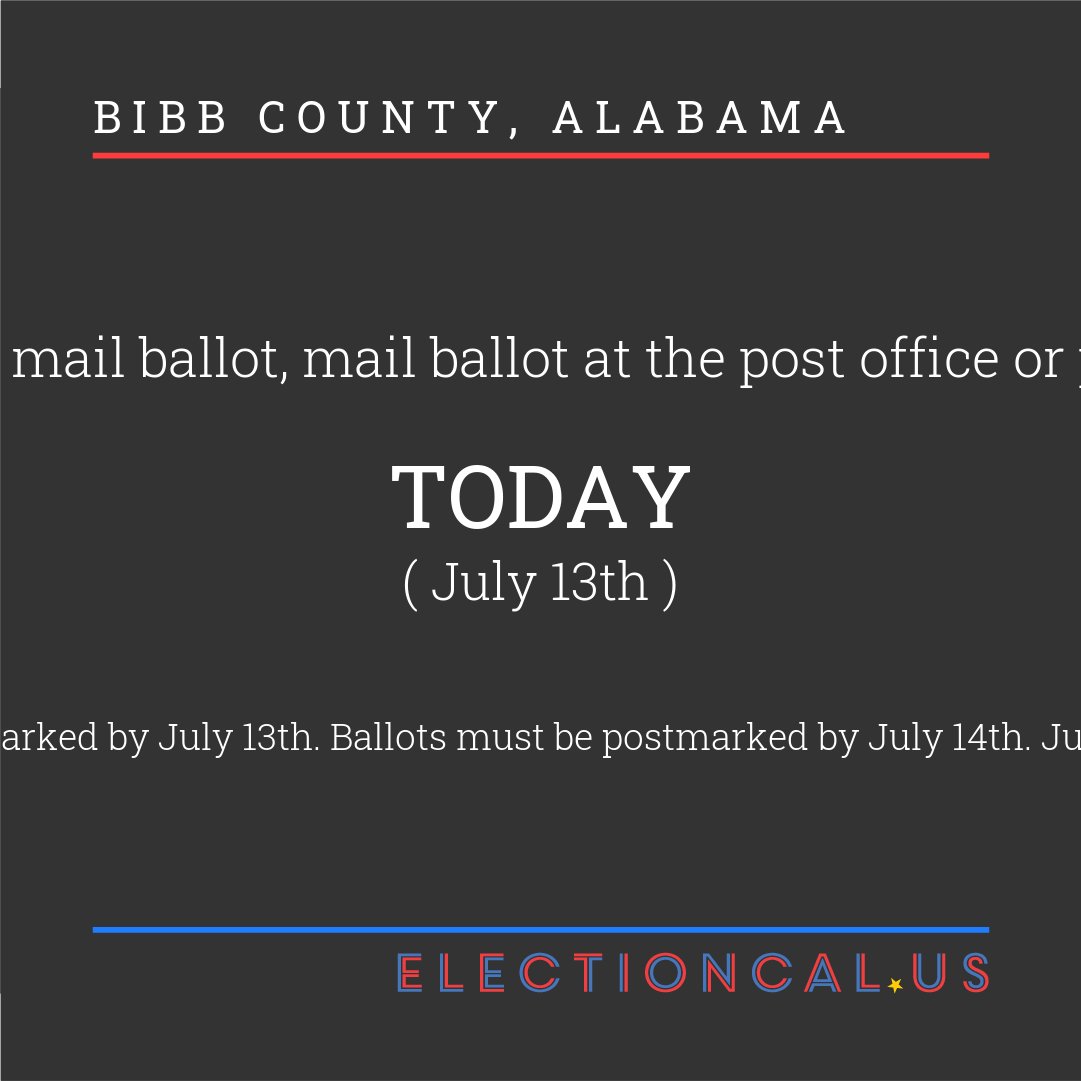 BIBB COUNTY, ALABAMA
mail ballot, mail ballot at the post office or
TODAY
( July 13th )
arked by July 13th. Ballots must be postmarked by July 14th. Ju
ELECTIONCAL.US